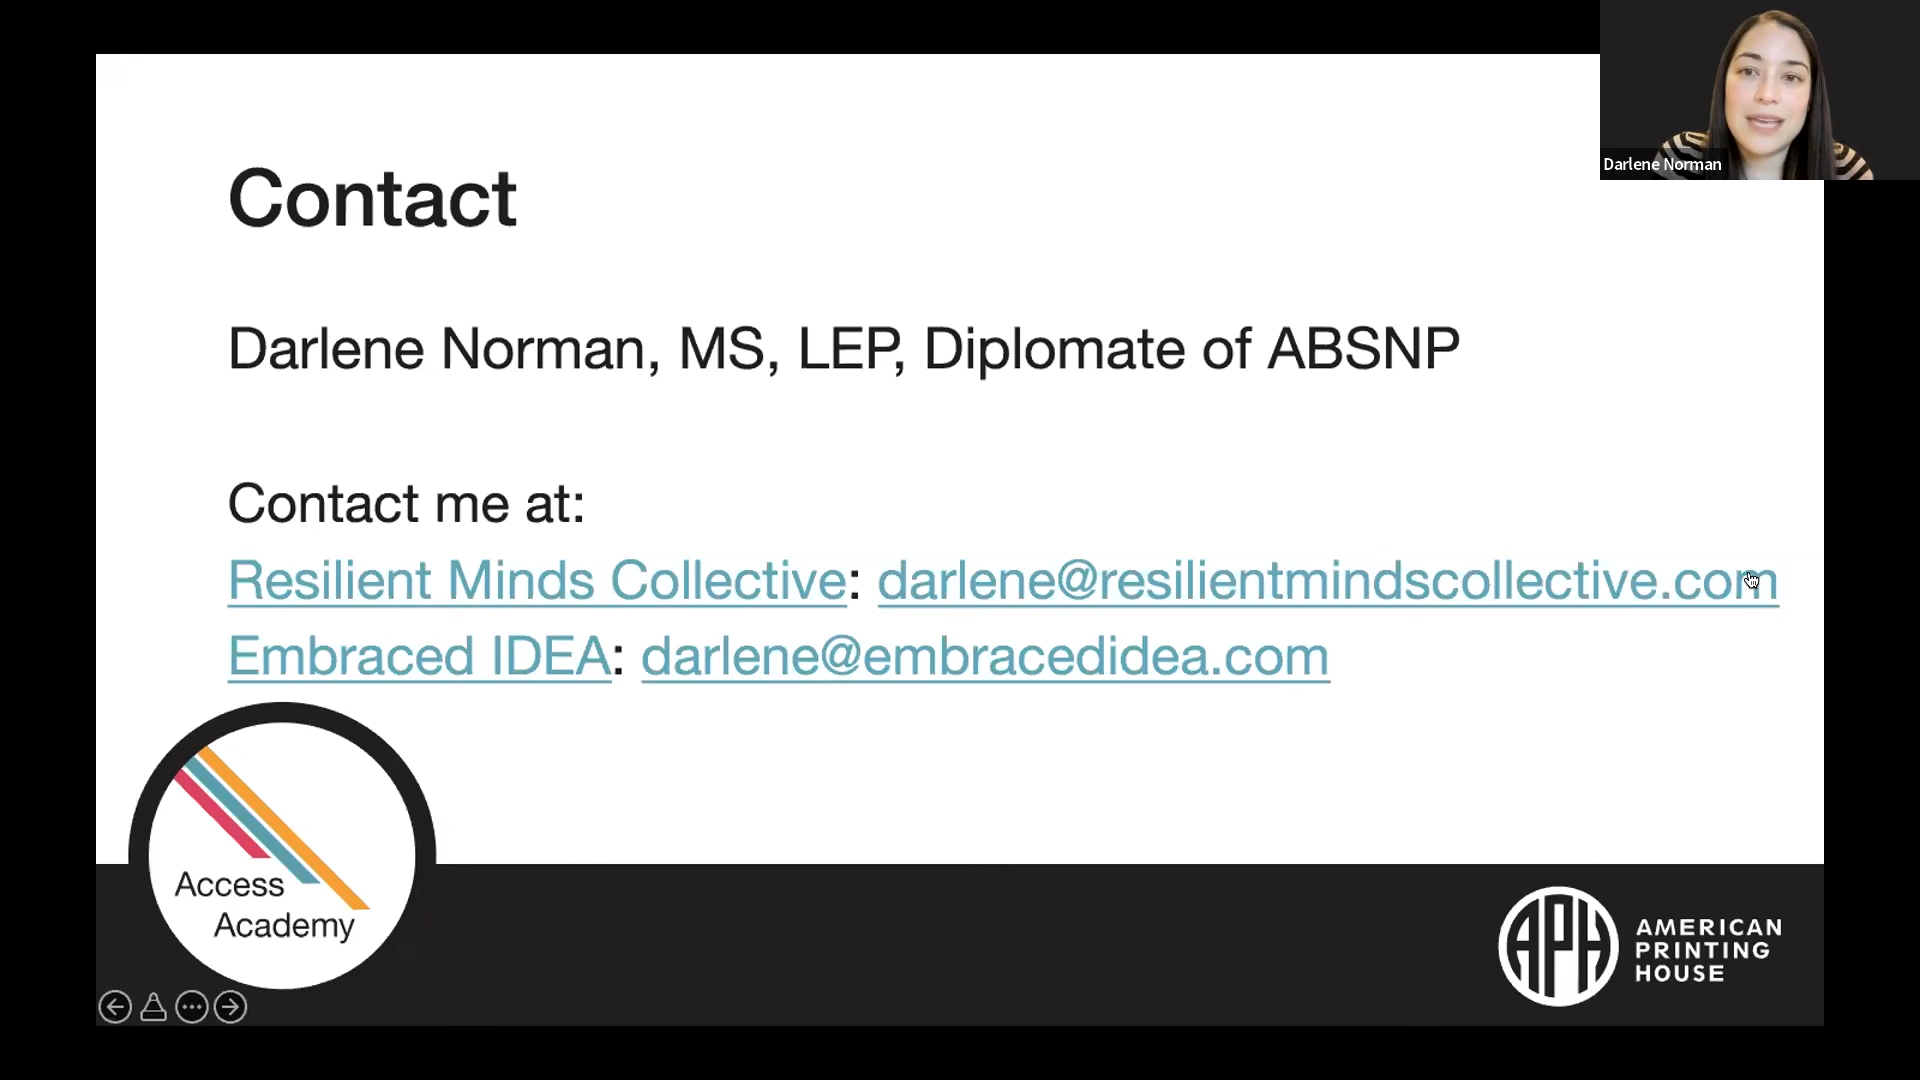 Darlene Norman
Contact
Darlene Norman, MS, LEP, Diplomate of ABSNP
Contact me at:
Resilient Minds Collective: darlene@resilientmindscollective.com
Embraced IDEA: darlene@embracedidea.com
Access
Academy
APH
AMERICAN
PRINTING
HOUSE